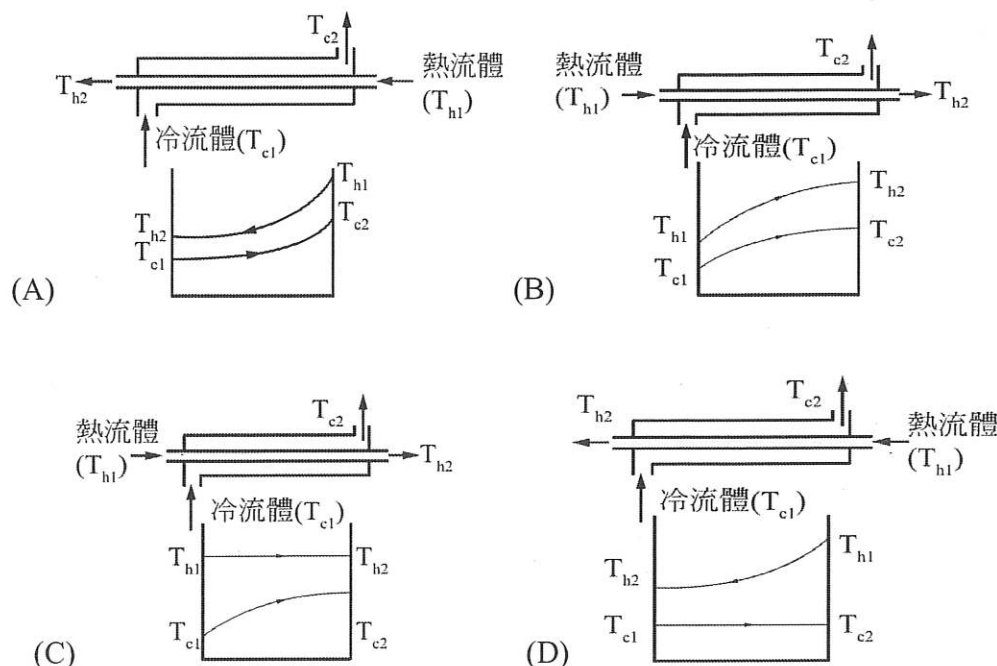 T_c2
T_h2
熱流體
(T_h1)
冷流體(T_c1)
T_h1
T_c2
T_h2
T_c1
(A)
T_c2
熱流體
(T_h1)
T_h2
冷流體(T_c1)
T_h2
T_h1
T_c2
T_c1
(B)
T_c2
熱流體
(T_h1)
T_h2
冷流體(T_c1)
T_h1
T_h2
T_c1
T_c2
(C)
T_h2
T_c2
熱流體
(T_h1)
冷流體(T_c1)
T_h1
T_h2
T_c1
T_c2
(D)